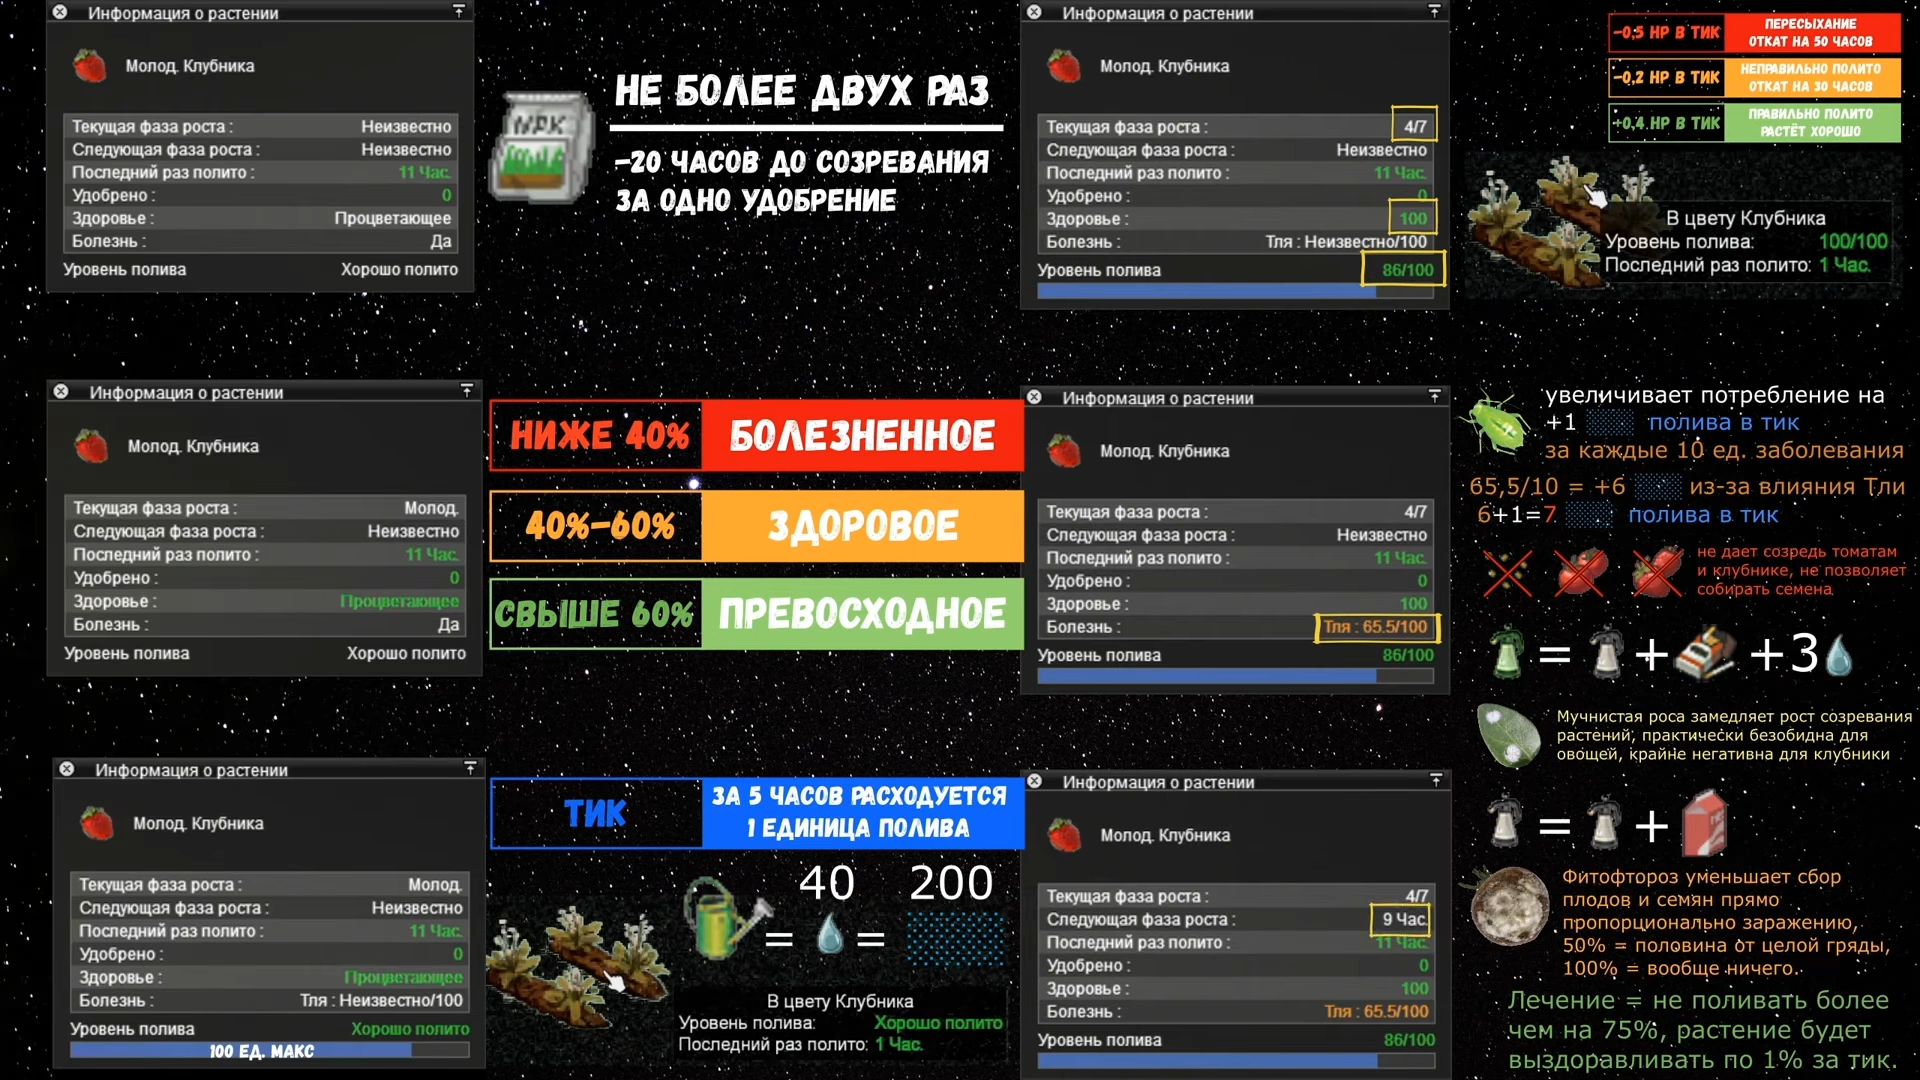 Информация о растении
Молод. Клубника
Текущая фаза роста : Неизвестно
Следующая фаза роста : Неизвестно
Последний раз полито : 11 Час.
Удобрено : 0
Здоровье : Процветающее
Болезнь : Да
Уровень полива Хорошо полито
NPK
НЕ БОЛЕЕ ДВУХ РАЗ
-20 ЧАСОВ ДО СОЗРЕВАНИЯ
ЗА ОДНО УДОБРЕНИЕ
Информация о растении
Молод. Клубника
Текущая фаза роста : 4/7
Следующая фаза роста : Неизвестно
Последний раз полито : 11 Час.
Удобрено : 0
Здоровье : 100
Болезнь : Тля : Неизвестно/100
Уровень полива 86/100
-0,5 HP В ТИК ПЕРЕСЫХАНИЕ
ОТКАТ НА 50 ЧАСОВ
-0,2 HP В ТИК НЕПРАВИЛЬНО ПОЛИТО
ОТКАТ НА 30 ЧАСОВ
+0,4 HP В ТИК ПРАВИЛЬНО ПОЛИТО
РАСТЁТ ХОРОШО
В цвету Клубника
Уровень полива: 100/100
Последний раз полито: 1 Час.
Информация о растении
Молод. Клубника
Текущая фаза роста : Молод.
Следующая фаза роста : Неизвестно
Последний раз полито : 11 Час.
Удобрено : 0
Здоровье : Процветающее
Болезнь : Да
Уровень полива Хорошо полито
НИЖЕ 40% БОЛЕЗНЕННОЕ
40%-60% ЗДОРОВОЕ
СВЫШЕ 60% ПРЕВОСХОДНОЕ
Информация о растении
Молод. Клубника
Текущая фаза роста : 4/7
Следующая фаза роста : Неизвестно
Последний раз полито : 11 Час.
Удобрено : 0
Здоровье : 100
Болезнь : Тля : 65.5/100
Уровень полива 86/100
увеличивает потребление на
+1 полива в тик
за каждые 10 ед. заболевания
65,5/10 = +6 из-за влияния Тли
6+1=7 полива в тик
не дает созредь томатам
и клубнике, не позволяет
собирать семена
= + +3
Мучнистая роса замедляет рост созревания
растений, практически безобидна для
овощей, крайне негативна для клубники
= +
Информация о растении
Молод. Клубника
Текущая фаза роста : Молод.
Следующая фаза роста : Неизвестно
Последний раз полито : 11 Час.
Удобрено : 0
Здоровье : Процветающее
Болезнь : Тля : Неизвестно/100
Уровень полива Хорошо полито
100 ЕД. МАКС
ТИК ЗА 5 ЧАСОВ РАСХОДУЕТСЯ
1 ЕДИНИЦА ПОЛИВА
40 200
= =
В цвету Клубника
Уровень полива: Хорошо полито
Последний раз полито: 1 Час.
Информация о растении
Молод. Клубника
Текущая фаза роста : 4/7
Следующая фаза роста : 9 Час.
Последний раз полито : 11 Час.
Удобрено : 0
Здоровье : 100
Болезнь : Тля : 65.5/100
Уровень полива 86/100
Фитофтороз уменьшает сбор
плодов и семян прямо
пропорционально заражению,
50% = половина от целой гряды,
100% = вообще ничего.
Лечение = не поливать более
чем на 75%, растение будет
выздоравливать по 1% за тик.